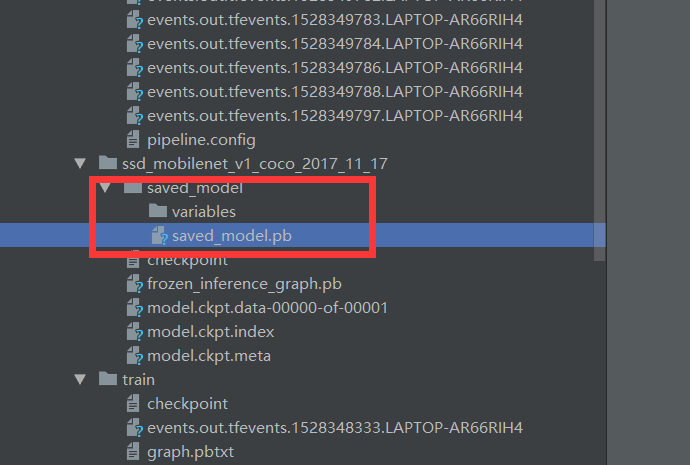 events.out.tfevents.1528349783.LAPTOP-AR66RIH4
events.out.tfevents.1528349784.LAPTOP-AR66RIH4
events.out.tfevents.1528349786.LAPTOP-AR66RIH4
events.out.tfevents.1528349788.LAPTOP-AR66RIH4
events.out.tfevents.1528349797.LAPTOP-AR66RIH4
pipeline.config
ssd_mobilenet_v1_coco_2017_11_17
saved_model
variables
saved_model.pb
checkpoint
frozen_inference_graph.pb
model.ckpt.data-00000-of-00001
model.ckpt.index
model.ckpt.meta
train
checkpoint
events.out.tfevents.1528348333.LAPTOP-AR66RIH4
graph.pbtxt